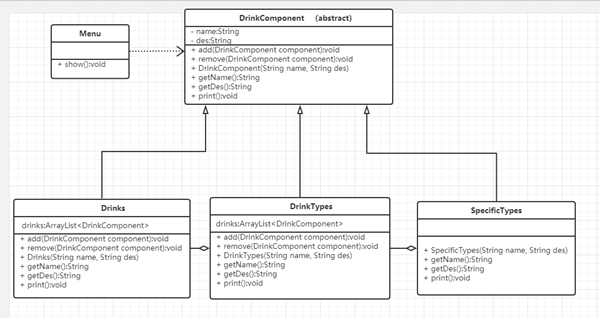 DrinkComponent (abstract)
- name:String
- des:String
+ add(DrinkComponent component):void
+ remove(DrinkComponent component):void
+ DrinkComponent(String name, String des)
+ getName():String
+ getDes():String
+ print():void
Menu
+ show():void
Drinks
drinks:ArrayList<DrinkComponent>
+ add(DrinkComponent component):void
+ remove(DrinkComponent component):void
+ Drinks(String name, String des)
+ getName():String
+ getDes():String
+ print():void
DrinkTypes
drinks:ArrayList<DrinkComponent>
+ add(DrinkComponent component):void
+ remove(DrinkComponent component):void
+ DrinkTypes(String name, String des)
+ getName():String
+ getDes():String
+ print():void
SpecificTypes
+ SpecificTypes(String name, String des)
+ getName():String
+ getDes():String
+ print():void